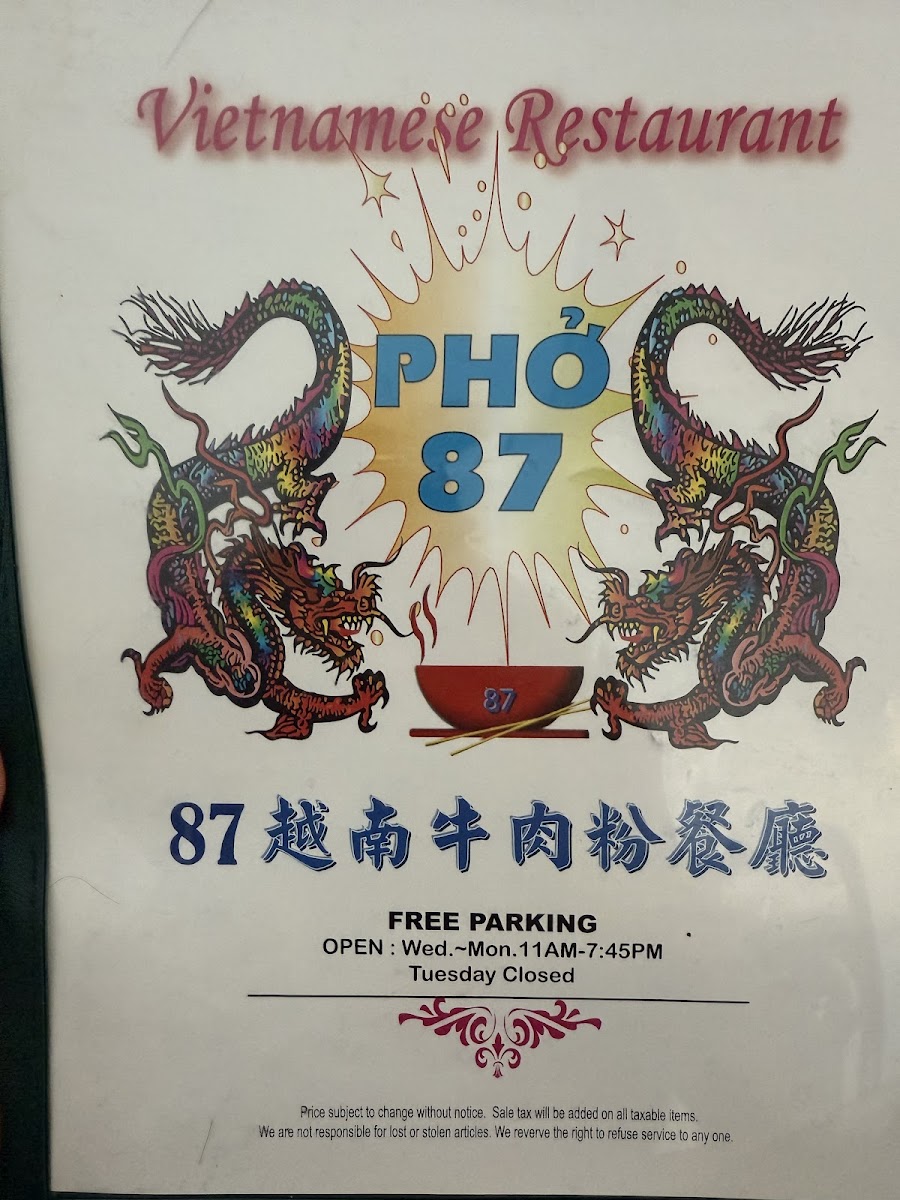 Vietnamese Restaurant
PHỞ
87
87
87 越南牛肉粉餐廳
FREE PARKING
OPEN : Wed.~Mon.11AM-7:45PM
Tuesday Closed
Price subject to change without notice. Sale tax will be added on all taxable items.
We are not responsible for lost or stolen articles. We reverve the right to refuse service to any one.